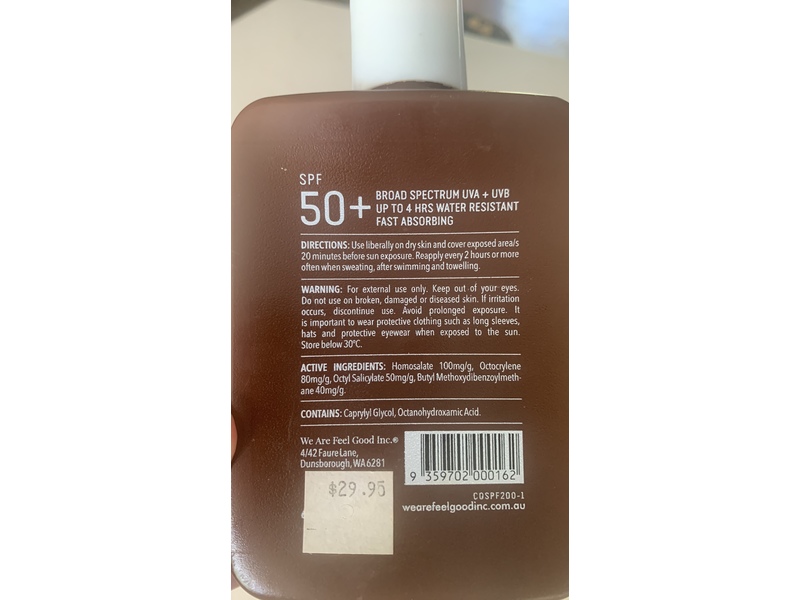 SPF
50+
BROAD SPECTRUM UVA + UVB
UP TO 4 HRS WATER RESISTANT
FAST ABSORBING
DIRECTIONS: Use liberally on dry skin and cover exposed area/s
20 minutes before sun exposure. Reapply every 2 hours or more
often when sweating, after swimming and towelling.
WARNING: For external use only. Keep out of your eyes.
Do not use on broken, damaged or diseased skin. If irritation
occurs, discontinue use. Avoid prolonged exposure. It
is important to wear protective clothing such as long sleeves,
hats and protective eyewear when exposed to the sun.
Store below 30°C.
ACTIVE INGREDIENTS: Homosalate 100mg/g, Octocrylene
80mg/g, Octyl Salicylate 50mg/g, Butyl Methoxydibenzoylmeth-
ane 40mg/g.
CONTAINS: Caprylyl Glycol, Octanohydroxamic Acid.
We Are Feel Good Inc.®
4/42 Faure Lane,
Dunsborough, WA 6281
9 359702 000162
$29.95
COSPF200-1
wearefeelgoodinc.com.au